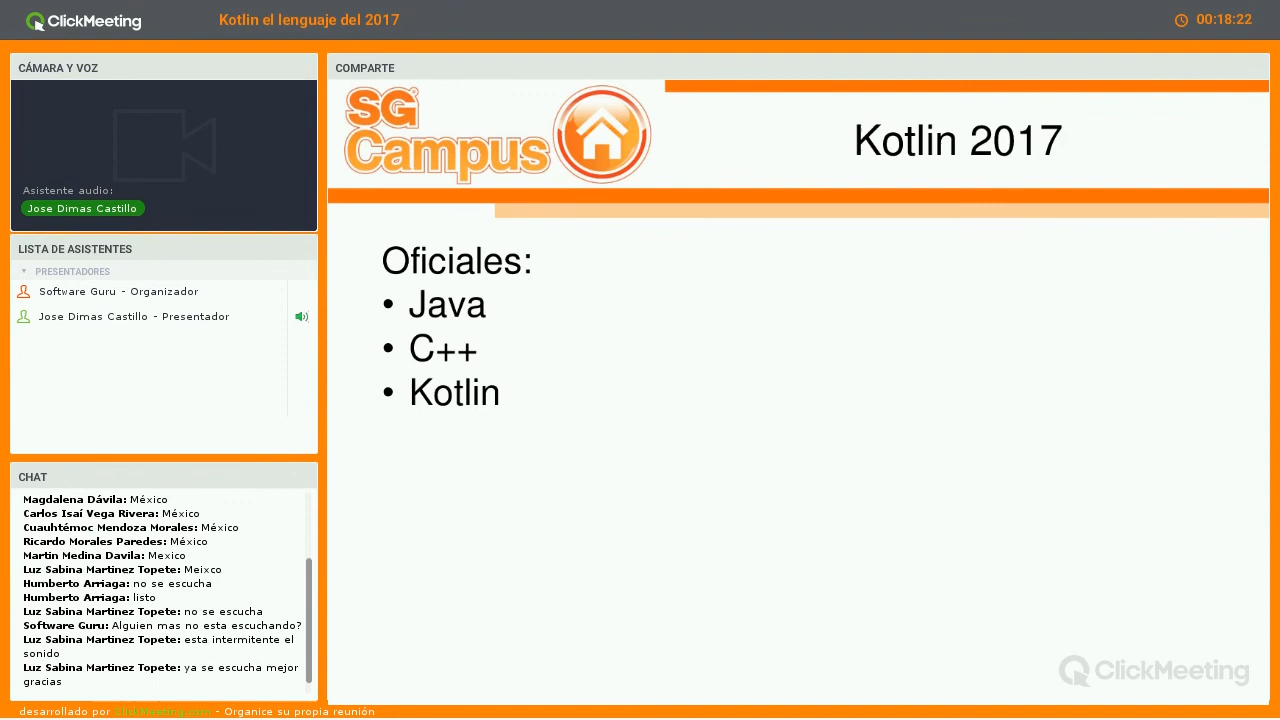 ClickMeeting
Kotlin el lenguaje del 2017
00:18:22
CÁMARA Y VOZ
Asistente audio:
Jose Dimas Castillo
LISTA DE ASISTENTES
PRESENTADORES
Software Guru - Organizador
Jose Dimas Castillo - Presentador
CHAT
Magdalena Dávila: México
Carlos Isaí Vega Rivera: México
Cuauhtémoc Mendoza Morales: México
Ricardo Morales Paredes: México
Martin Medina Davila: Mexico
Luz Sabina Martinez Topete: Meixco
Humberto Arriaga: no se escucha
Humberto Arriaga: listo
Luz Sabina Martinez Topete: no se escucha
Software Guru: Alguien mas no esta escuchando?
Luz Sabina Martinez Topete: esta intermitente el
sonido
Luz Sabina Martinez Topete: ya se escucha mejor
gracias
COMPARTE
SG
Campus
Kotlin 2017
Oficiales:
• Java
• C++
• Kotlin
ClickMeeting
desarrollado por ClickMeeting.com - Organice su propia reunión